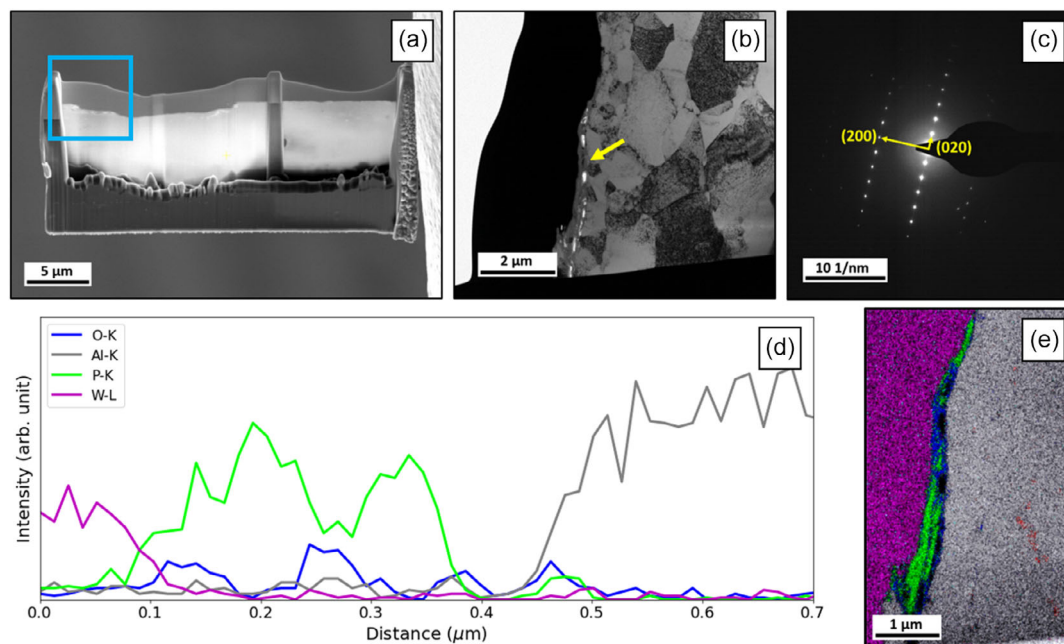 (a)
5 µm
(b)
2 µm
(c)
(200)
(020)
10 1/nm
(d)
O-K
Al-K
P-K
W-L
Intensity (arb. unit)
0.0 0.1 0.2 0.3 0.4 0.5 0.6 0.7
Distance (µm)
(e)
1 µm